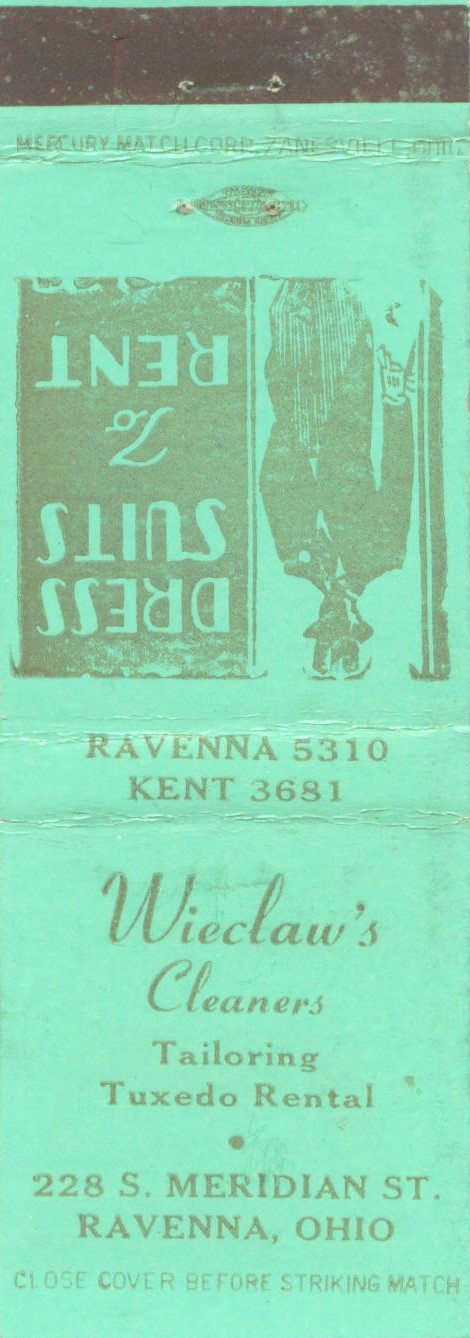 MERCURY MATCH CORP. ZANESVILLE, OHIO
DRESS
SUITS
To
RENT
RAVENNA 5310
KENT 3681
Wieclaw's
Cleaners
Tailoring
Tuxedo Rental
228 S. MERIDIAN ST.
RAVENNA, OHIO
CLOSE COVER BEFORE STRIKING MATCH